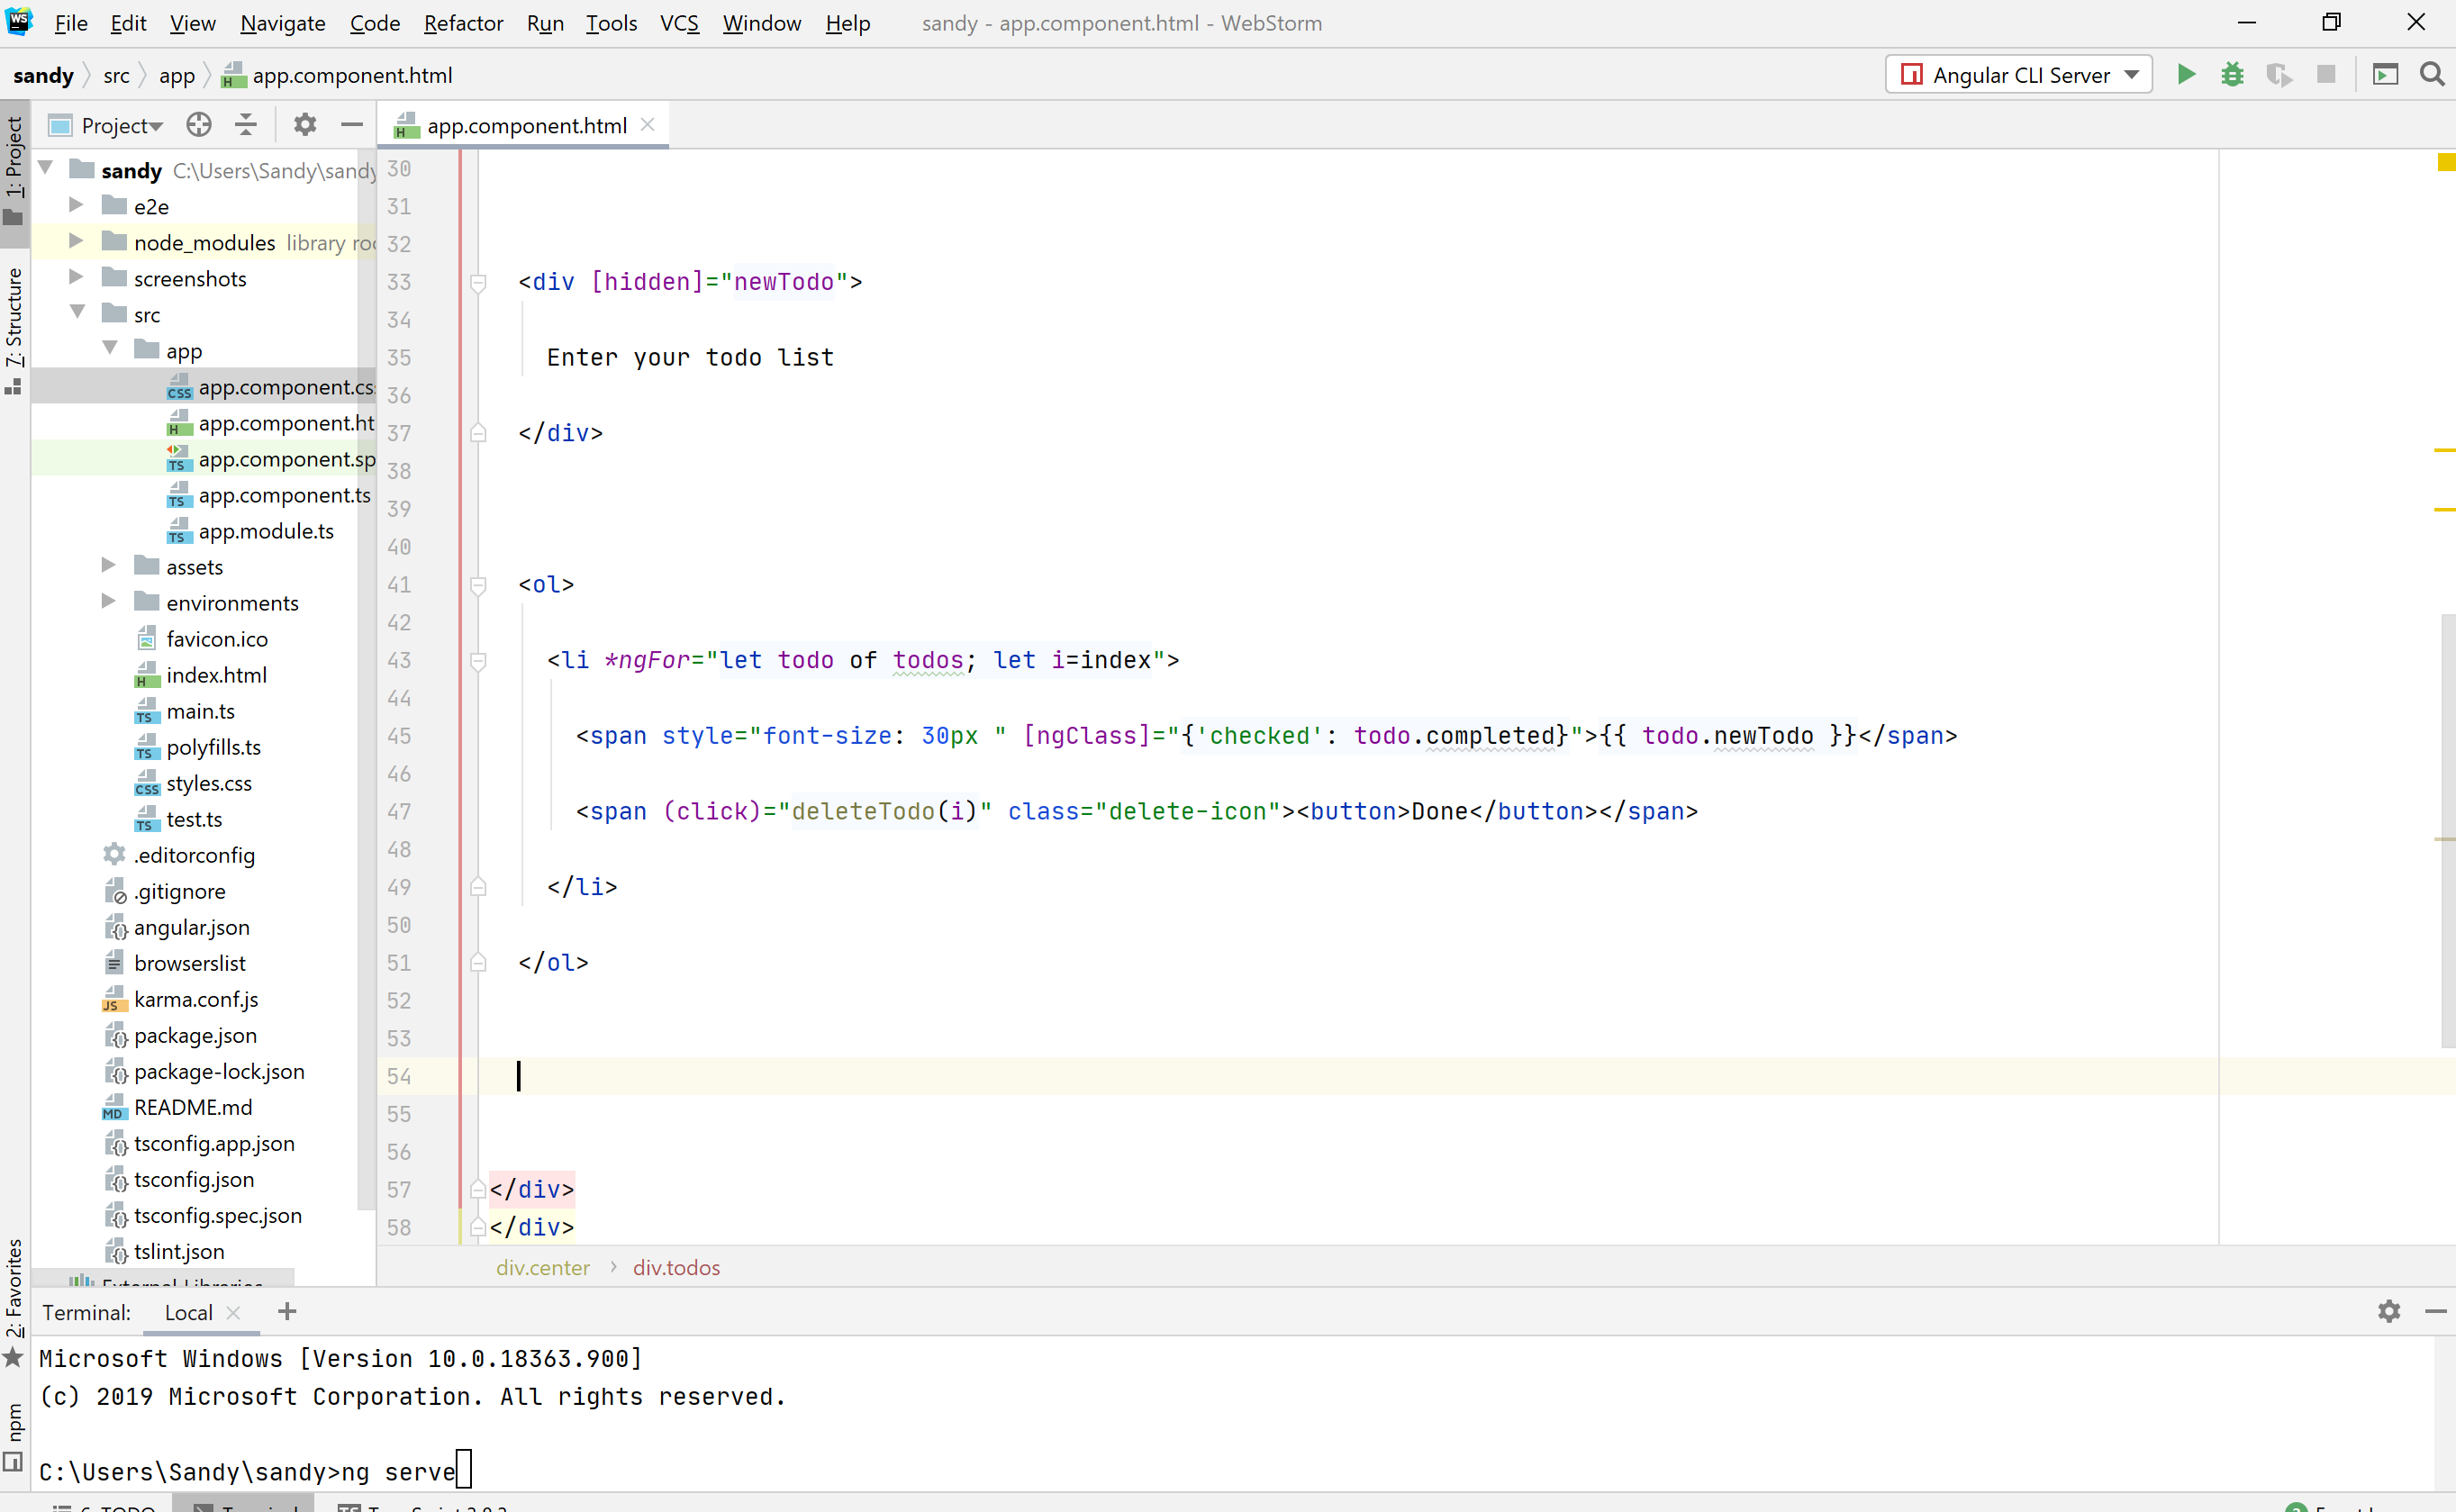 WS File Edit View Navigate Code Refactor Run Tools VCS Window Help sandy - app.component.html - WebStorm
sandy src app app.component.html Angular CLI Server
1: Project
7: Structure
2: Favorites
npm
Project
sandy C:\Users\Sandy\sandy
e2e
node_modules library roo
screenshots
src
app
app.component.cs
app.component.ht
app.component.sp
app.component.ts
app.module.ts
assets
environments
favicon.ico
index.html
main.ts
polyfills.ts
styles.css
test.ts
.editorconfig
.gitignore
angular.json
browserslist
karma.conf.js
package.json
package-lock.json
README.md
tsconfig.app.json
tsconfig.json
tsconfig.spec.json
tslint.json
External Libraries
app.component.html
30
31
32
33 <div [hidden]="newTodo">
34
35 Enter your todo list
36
37 </div>
38
39
40
41 <ol>
42
43 <li *ngFor="let todo of todos; let i=index">
44
45 <span style="font-size: 30px " [ngClass]="{'checked': todo.completed}">{{ todo.newTodo }}</span>
46
47 <span (click)="deleteTodo(i)" class="delete-icon"><button>Done</button></span>
48
49 </li>
50
51 </ol>
52
53
54
55
56
57 </div>
58 </div>
div.center › div.todos
Terminal: Local
Microsoft Windows [Version 10.0.18363.900]
(c) 2019 Microsoft Corporation. All rights reserved.
C:\Users\Sandy\sandy>ng serve